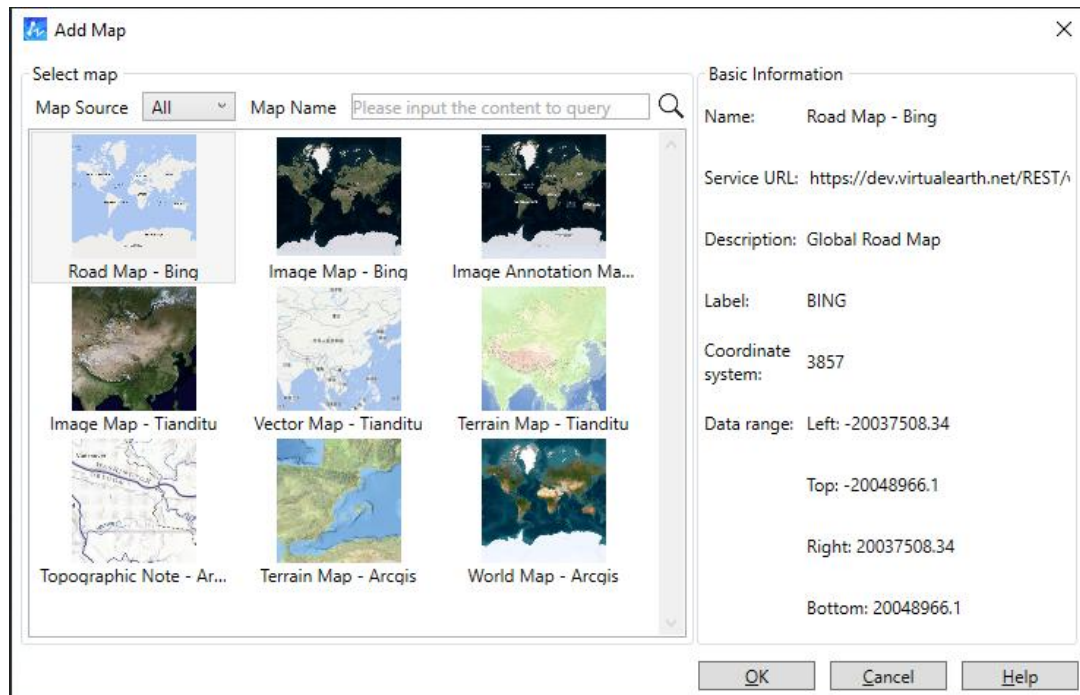 Add Map
Select map
Map Source All Map Name Please input the content to query
Road Map - Bing
Image Map - Bing
Image Annotation Ma...
Image Map - Tianditu
Vector Map - Tianditu
Terrain Map - Tianditu
Topographic Note - Ar...
Terrain Map - Arcgis
World Map - Arcgis
Basic Information
Name: Road Map - Bing
Service URL: https://dev.virtualearth.net/REST/
Description: Global Road Map
Label: BING
Coordinate
system: 3857
Data range: Left: -20037508.34
Top: -20048966.1
Right: 20037508.34
Bottom: 20048966.1
OK Cancel Help